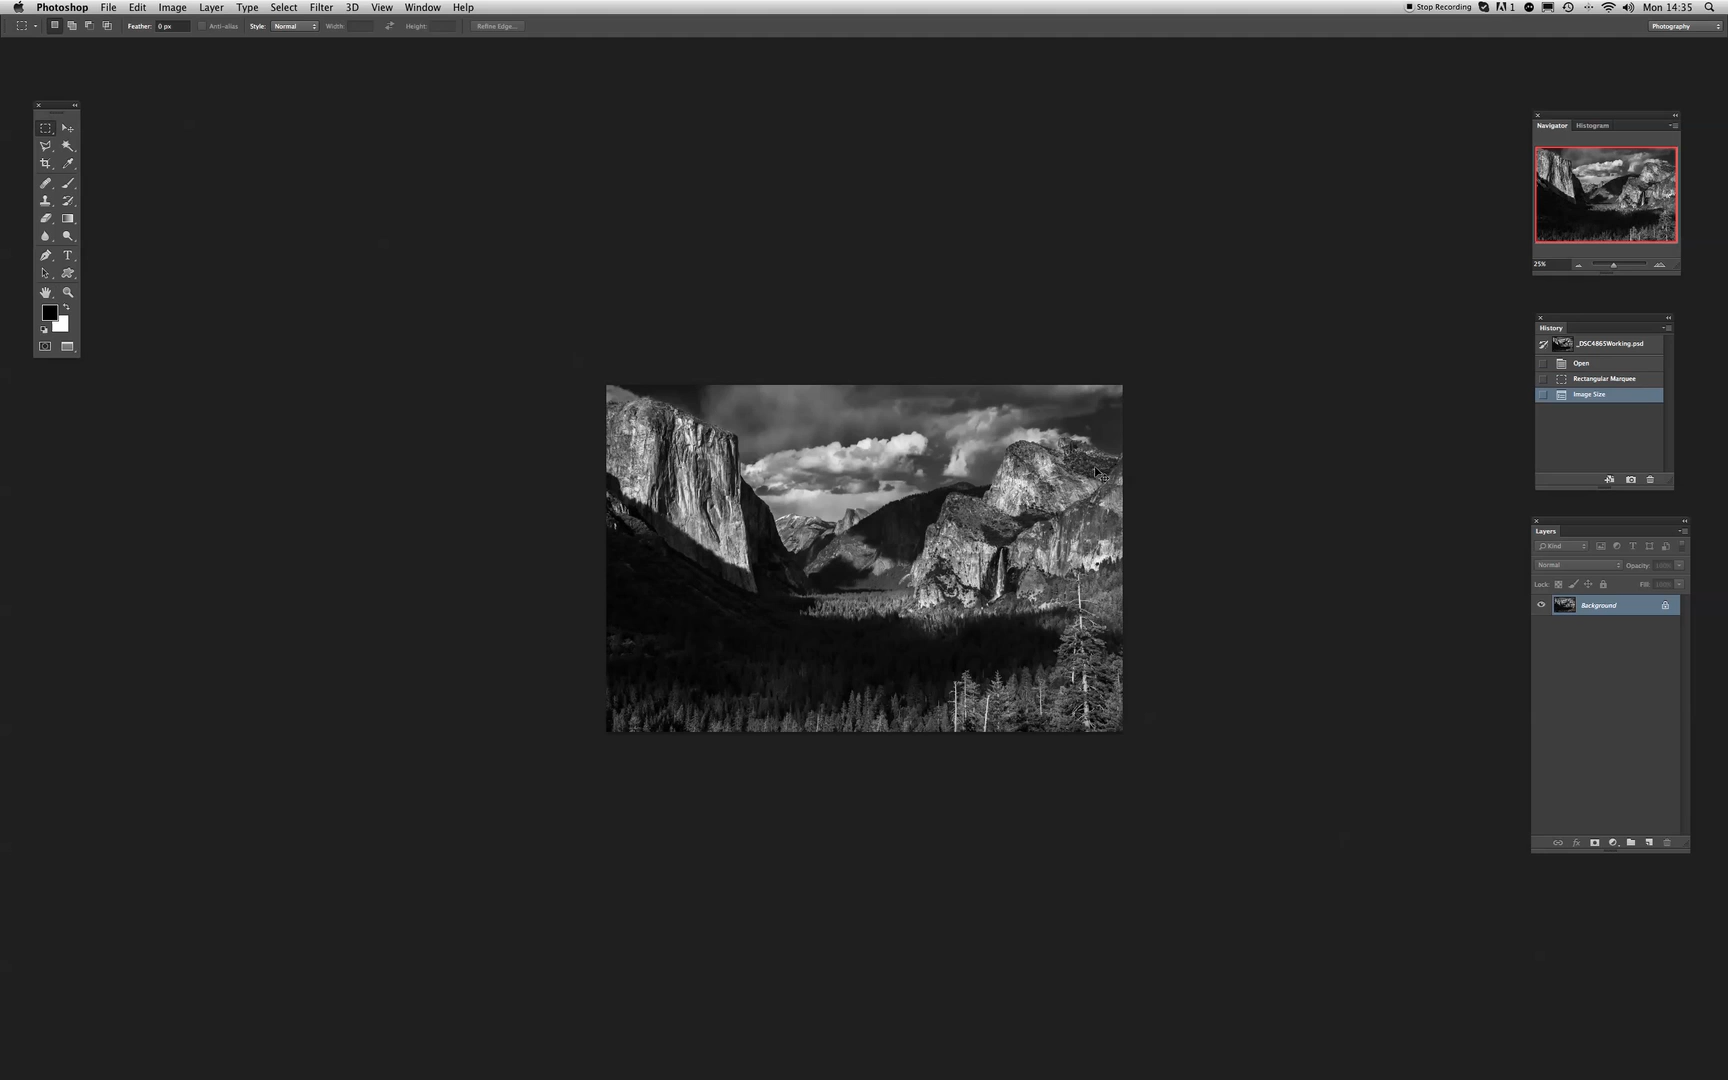 Photoshop File Edit Image Layer Type Select Filter 3D View Window Help Stop Recording 1 Mon 14:35
Feather: 0 px Anti-alias Style: Normal Width: Height: Refine Edge... Photography
Navigator Histogram
25%
History
_DSC4865Working.psd
Open
Rectangular Marquee
Image Size
Layers
Kind
Normal Opacity: 100%
Lock: Fill: 100%
Background
fx